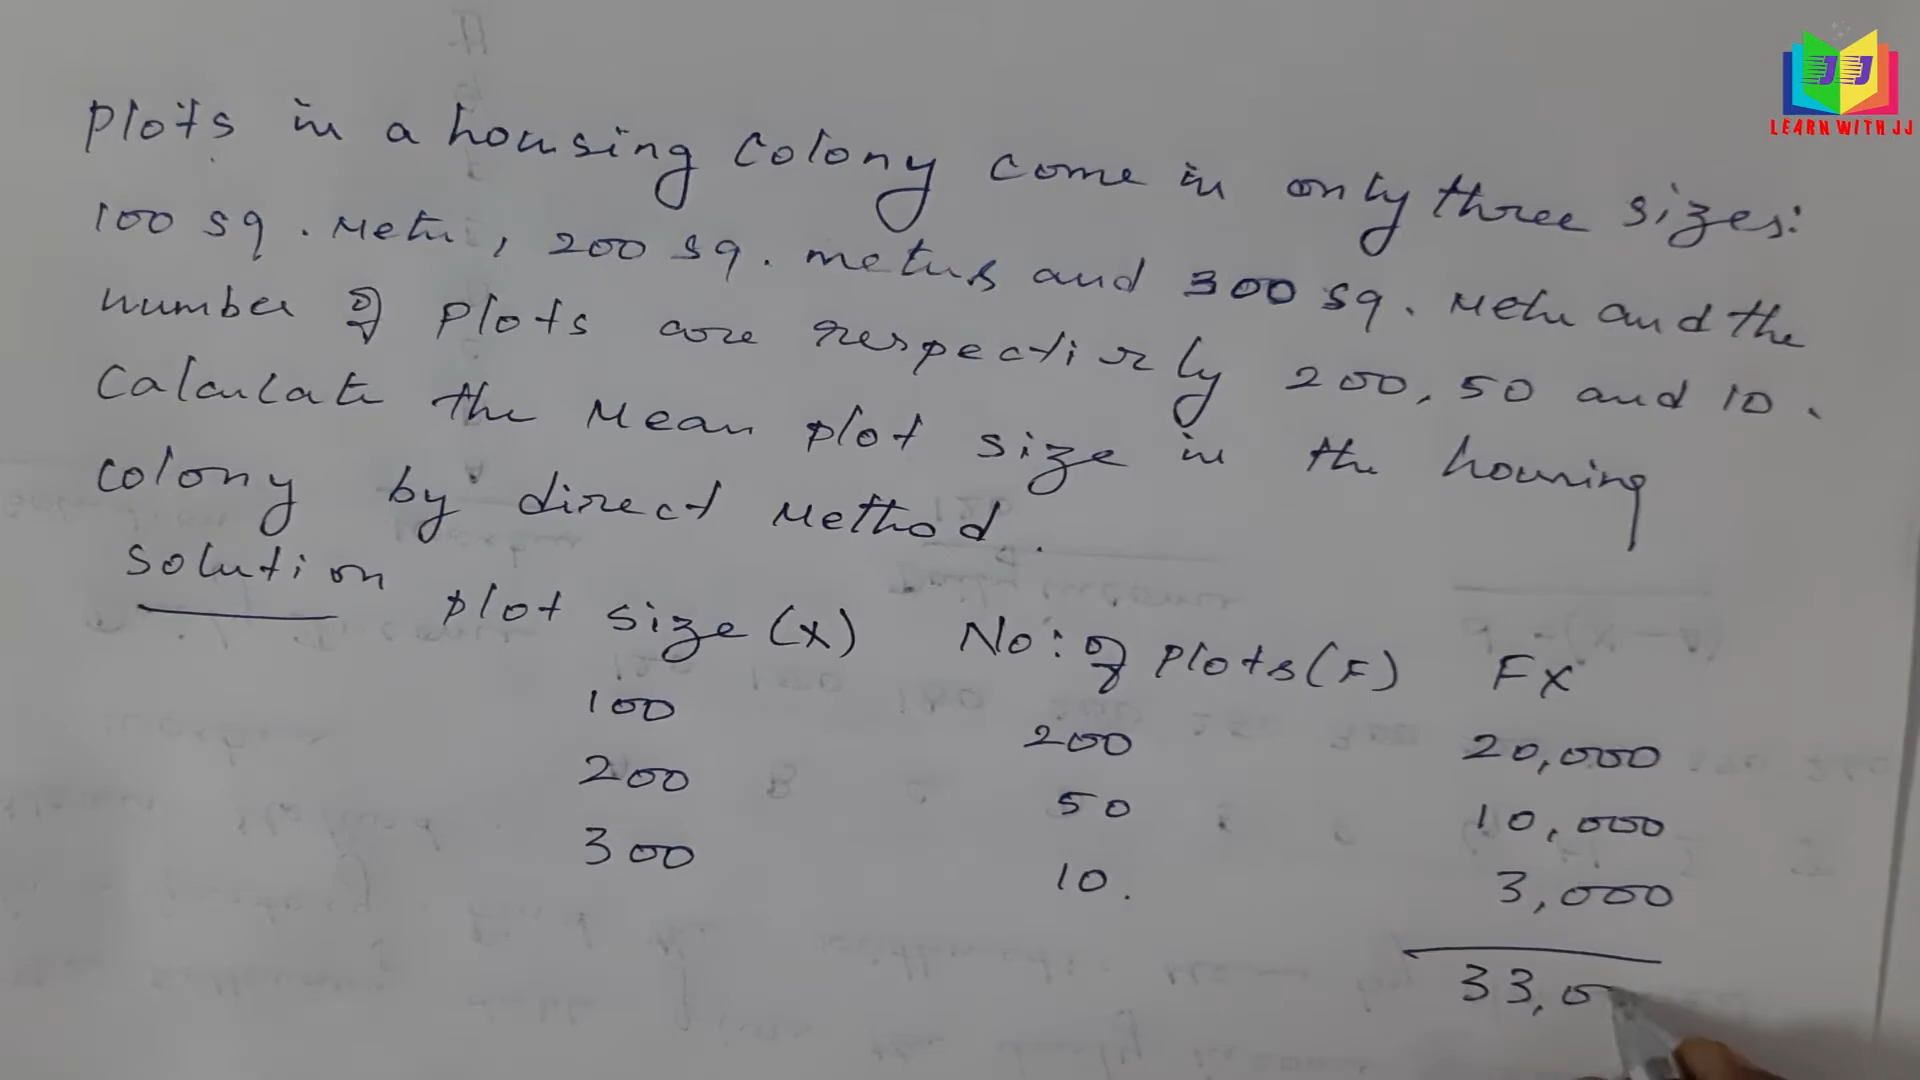 LEARN WITH JJ
Plots in a housing colony come in only three sizes:
100 sq. Metre, 200 sq. metres and 300 sq. Metre and the
number of plots are respectively 200, 50 and 10.
Calculate the Mean plot size in the housing
colony by direct Method.
Solution
plot size (X) No: of plots (F) FX
100 200 20,000
200 50 10,000
300 10. 3,000
33,0